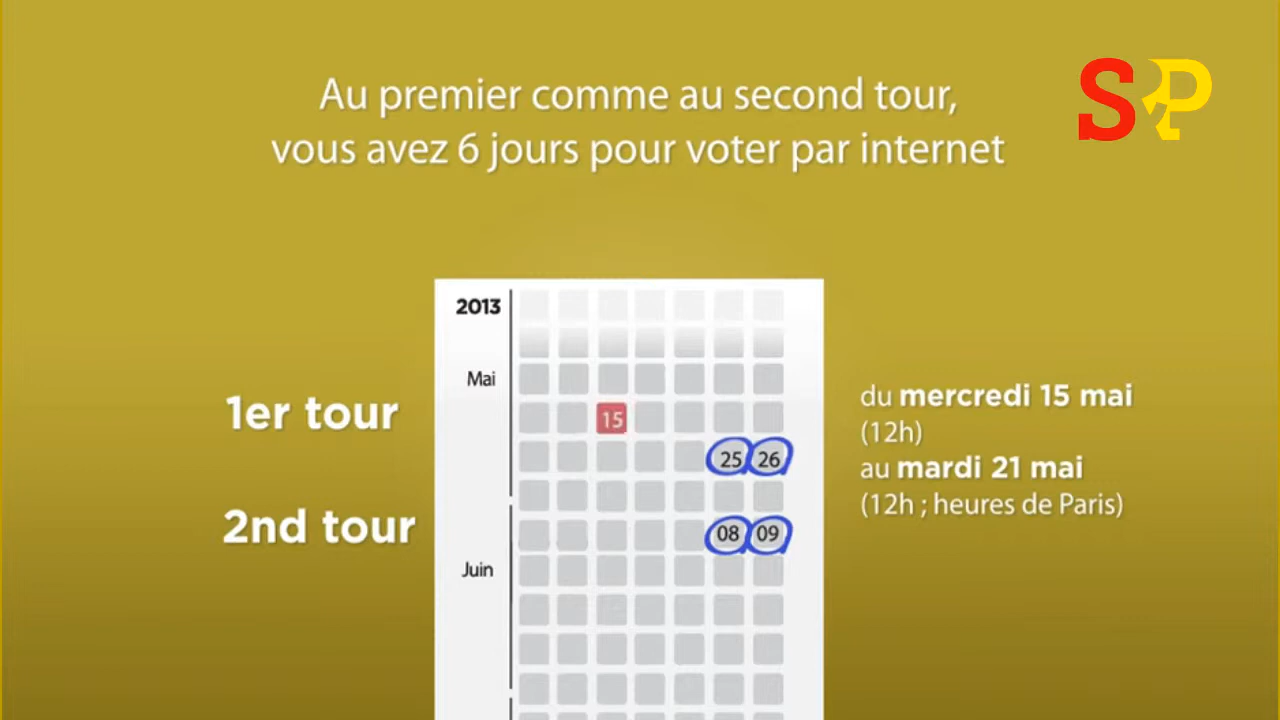 Au premier comme au second tour,
vous avez 6 jours pour voter par internet
SP
2013
Mai
1er tour
15
25 26
2nd tour
08 09
Juin
du mercredi 15 mai
(12h)
au mardi 21 mai
(12h ; heures de Paris)